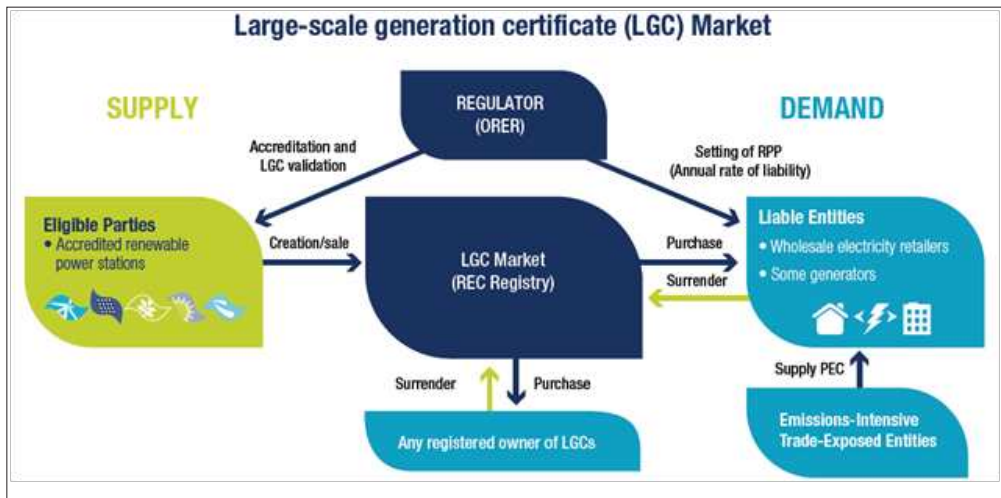 Large-scale generation certificate (LGC) Market
SUPPLY
REGULATOR
(ORER)
DEMAND
Accreditation and
LGC validation
Setting of RPP
(Annual rate of liability)
Eligible Parties
• Accredited renewable
power stations
Creation/sale
LGC Market
(REC Registry)
Purchase
Surrender
Liable Entities
• Wholesale electricity retailers
• Some generators
Surrender
Purchase
Supply PEC
Any registered owner of LGCs
Emissions-Intensive
Trade-Exposed Entities